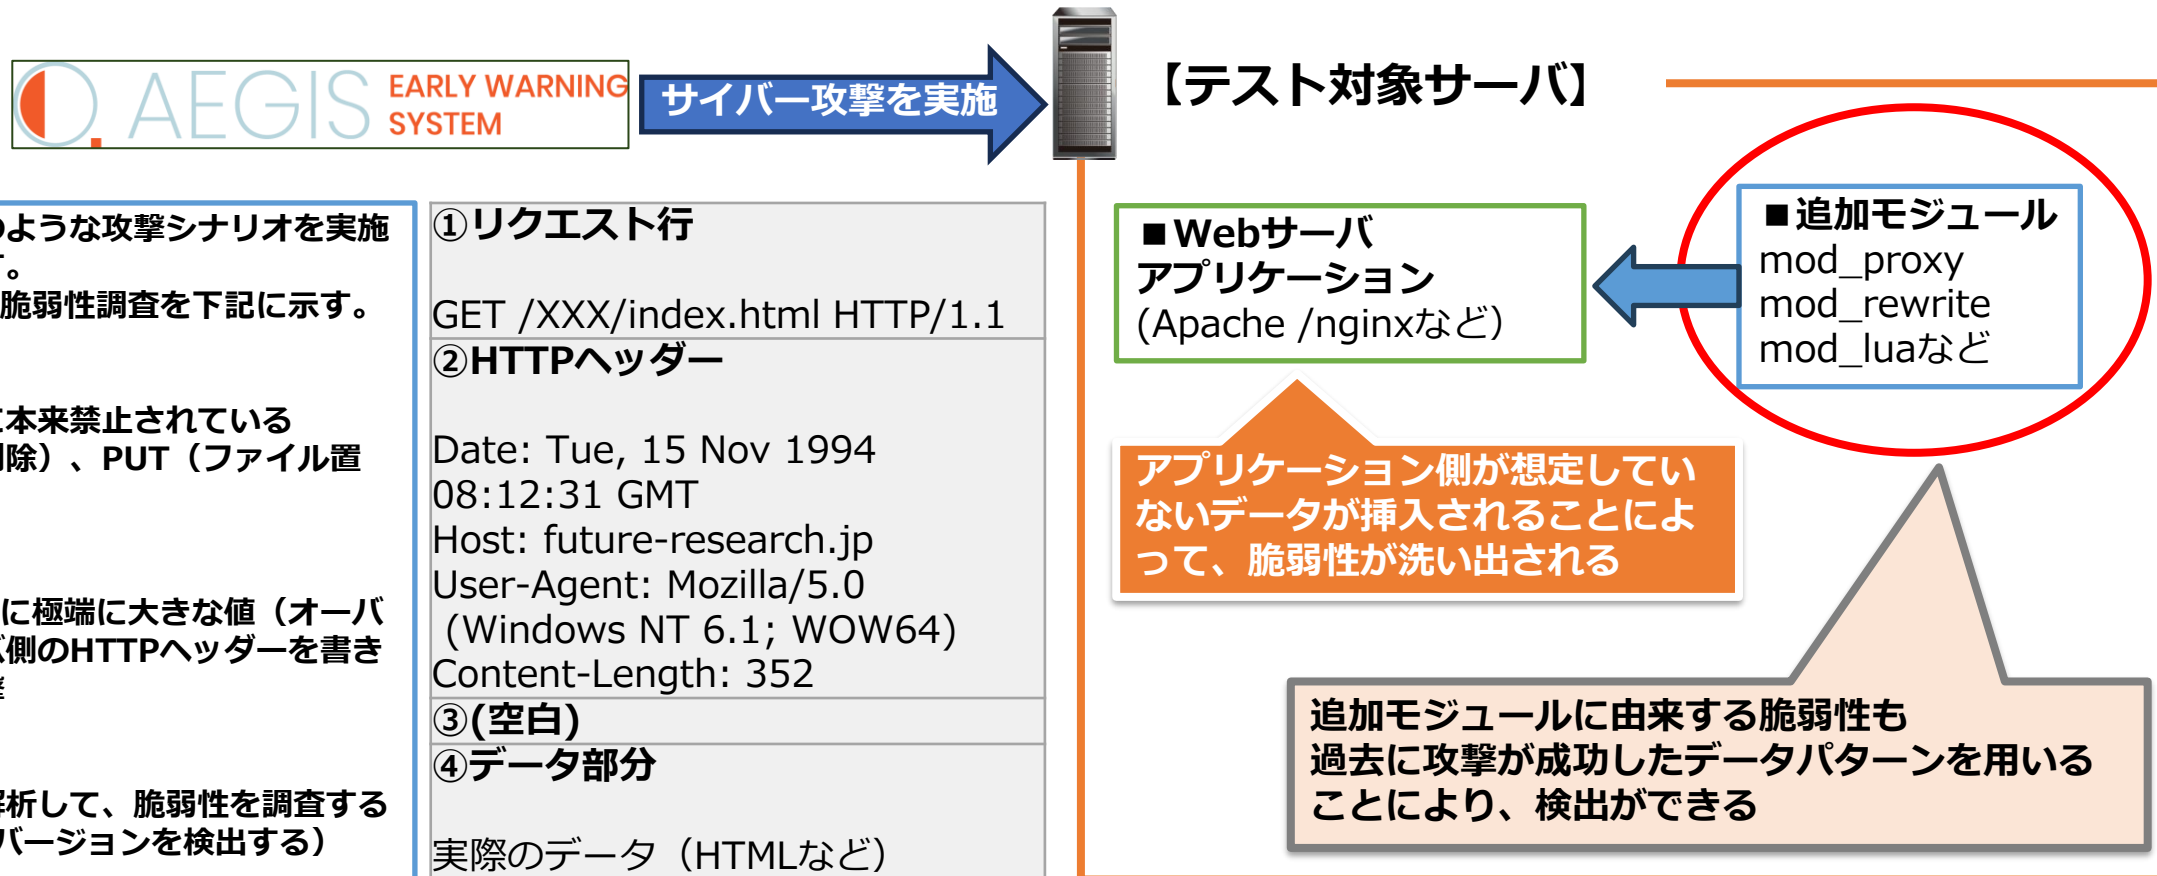 AEGIS EARLY WARNING
SYSTEM
サイバー攻撃を実施
【テスト対象サーバ】
ような攻撃シナリオを実施
。
脆弱性調査を下記に示す。
本来禁止されている
除）、PUT（ファイル置
に極端に大きな値（オーバ
側のHTTPヘッダーを書き
解析して、脆弱性を調査する
バージョンを検出する）
①リクエスト行
GET /XXX/index.html HTTP/1.1
②HTTPヘッダー
Date: Tue, 15 Nov 1994
08:12:31 GMT
Host: future-research.jp
User-Agent: Mozilla/5.0
(Windows NT 6.1; WOW64)
Content-Length: 352
③(空白)
④データ部分
実際のデータ（HTMLなど）
■Webサーバ
アプリケーション
(Apache /nginxなど）
■追加モジュール
mod_proxy
mod_rewrite
mod_luaなど
アプリケーション側が想定してい
ないデータが挿入されることによ
って、脆弱性が洗い出される
追加モジュールに由来する脆弱性も
過去に攻撃が成功したデータパターンを用いる
ことにより、検出ができる